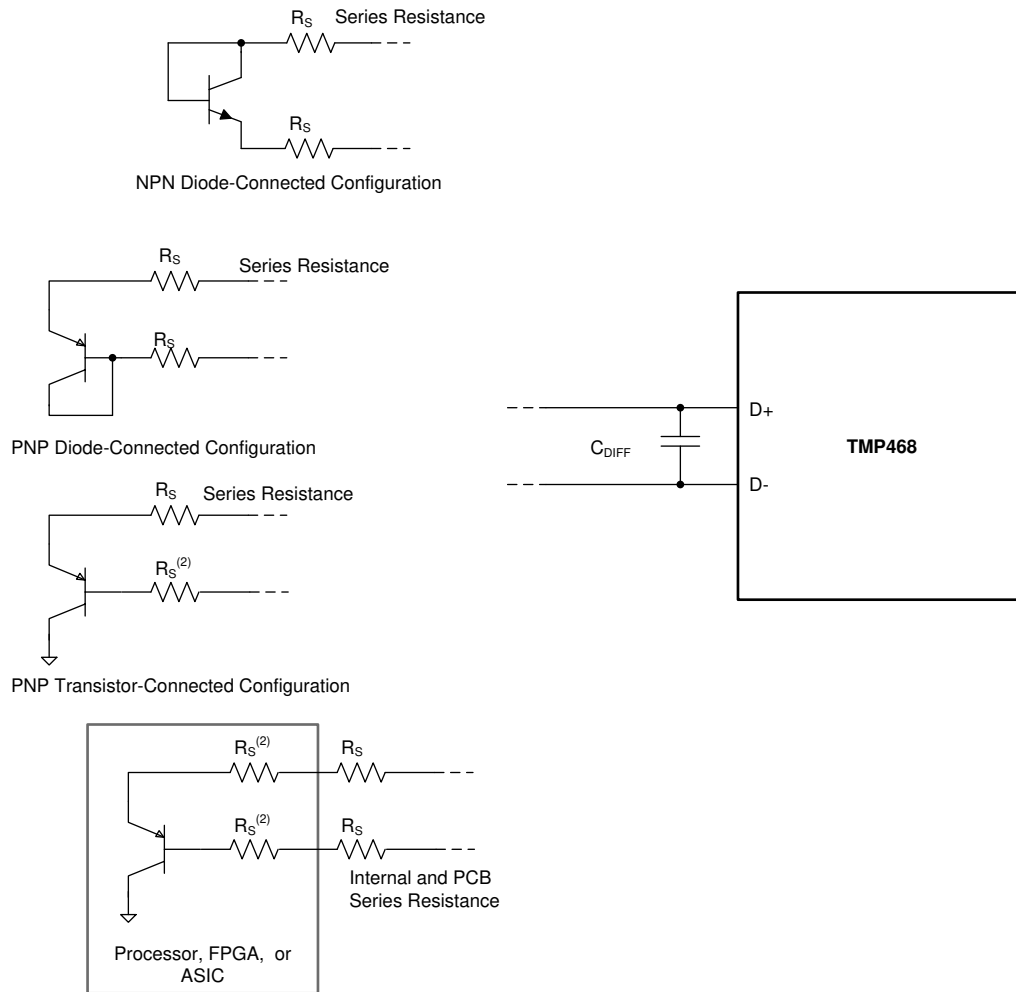 R_S Series Resistance
R_S
NPN Diode-Connected Configuration
R_S Series Resistance
R_S
PNP Diode-Connected Configuration
R_S Series Resistance
R_S^(2)
PNP Transistor-Connected Configuration
R_S^(2) R_S
R_S^(2) R_S
Internal and PCB
Series Resistance
Processor, FPGA, or
ASIC
D+
C_DIFF
TMP468
D-